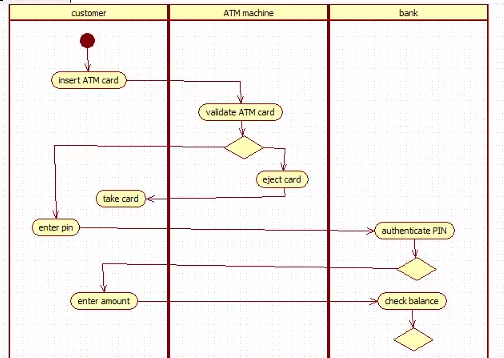 customer
ATM machine
bank
insert ATM card
validate ATM card
eject card
take card
enter pin
authenticate PIN
enter amount
check balance